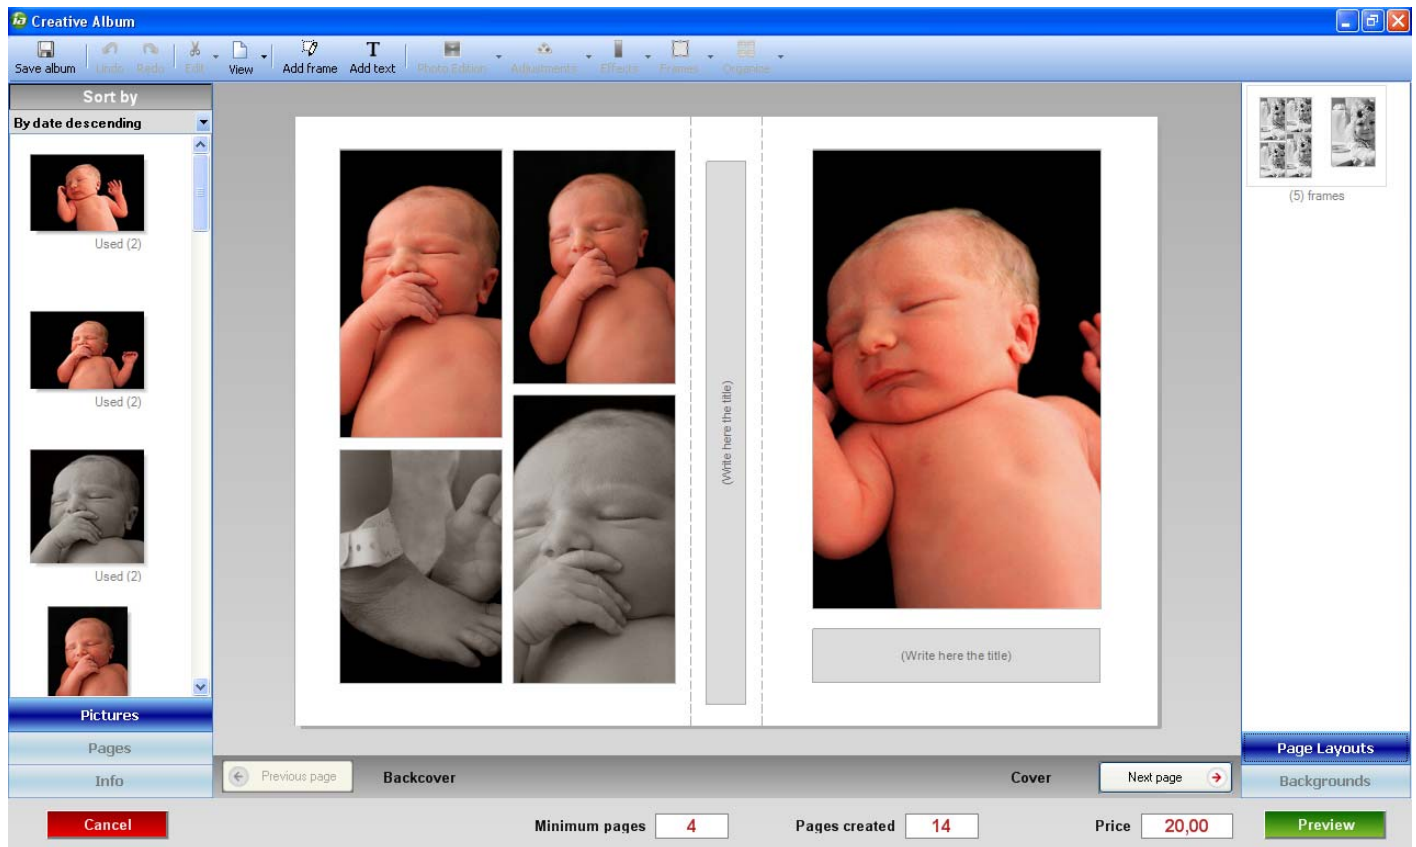 Creative Album
Save album Undo Redo Edit View Add frame Add text Photo Edition Adjustments Effects Frames Organize
Sort by
By date descending
Used (2)
Used (2)
Used (2)
Pictures
Pages
Info
(Write here the title)
(Write here the title)
(5) frames
Page Layouts
Backgrounds
Previous page
Backcover
Cover
Next page
Cancel
Minimum pages 4
Pages created 14
Price 20,00
Preview